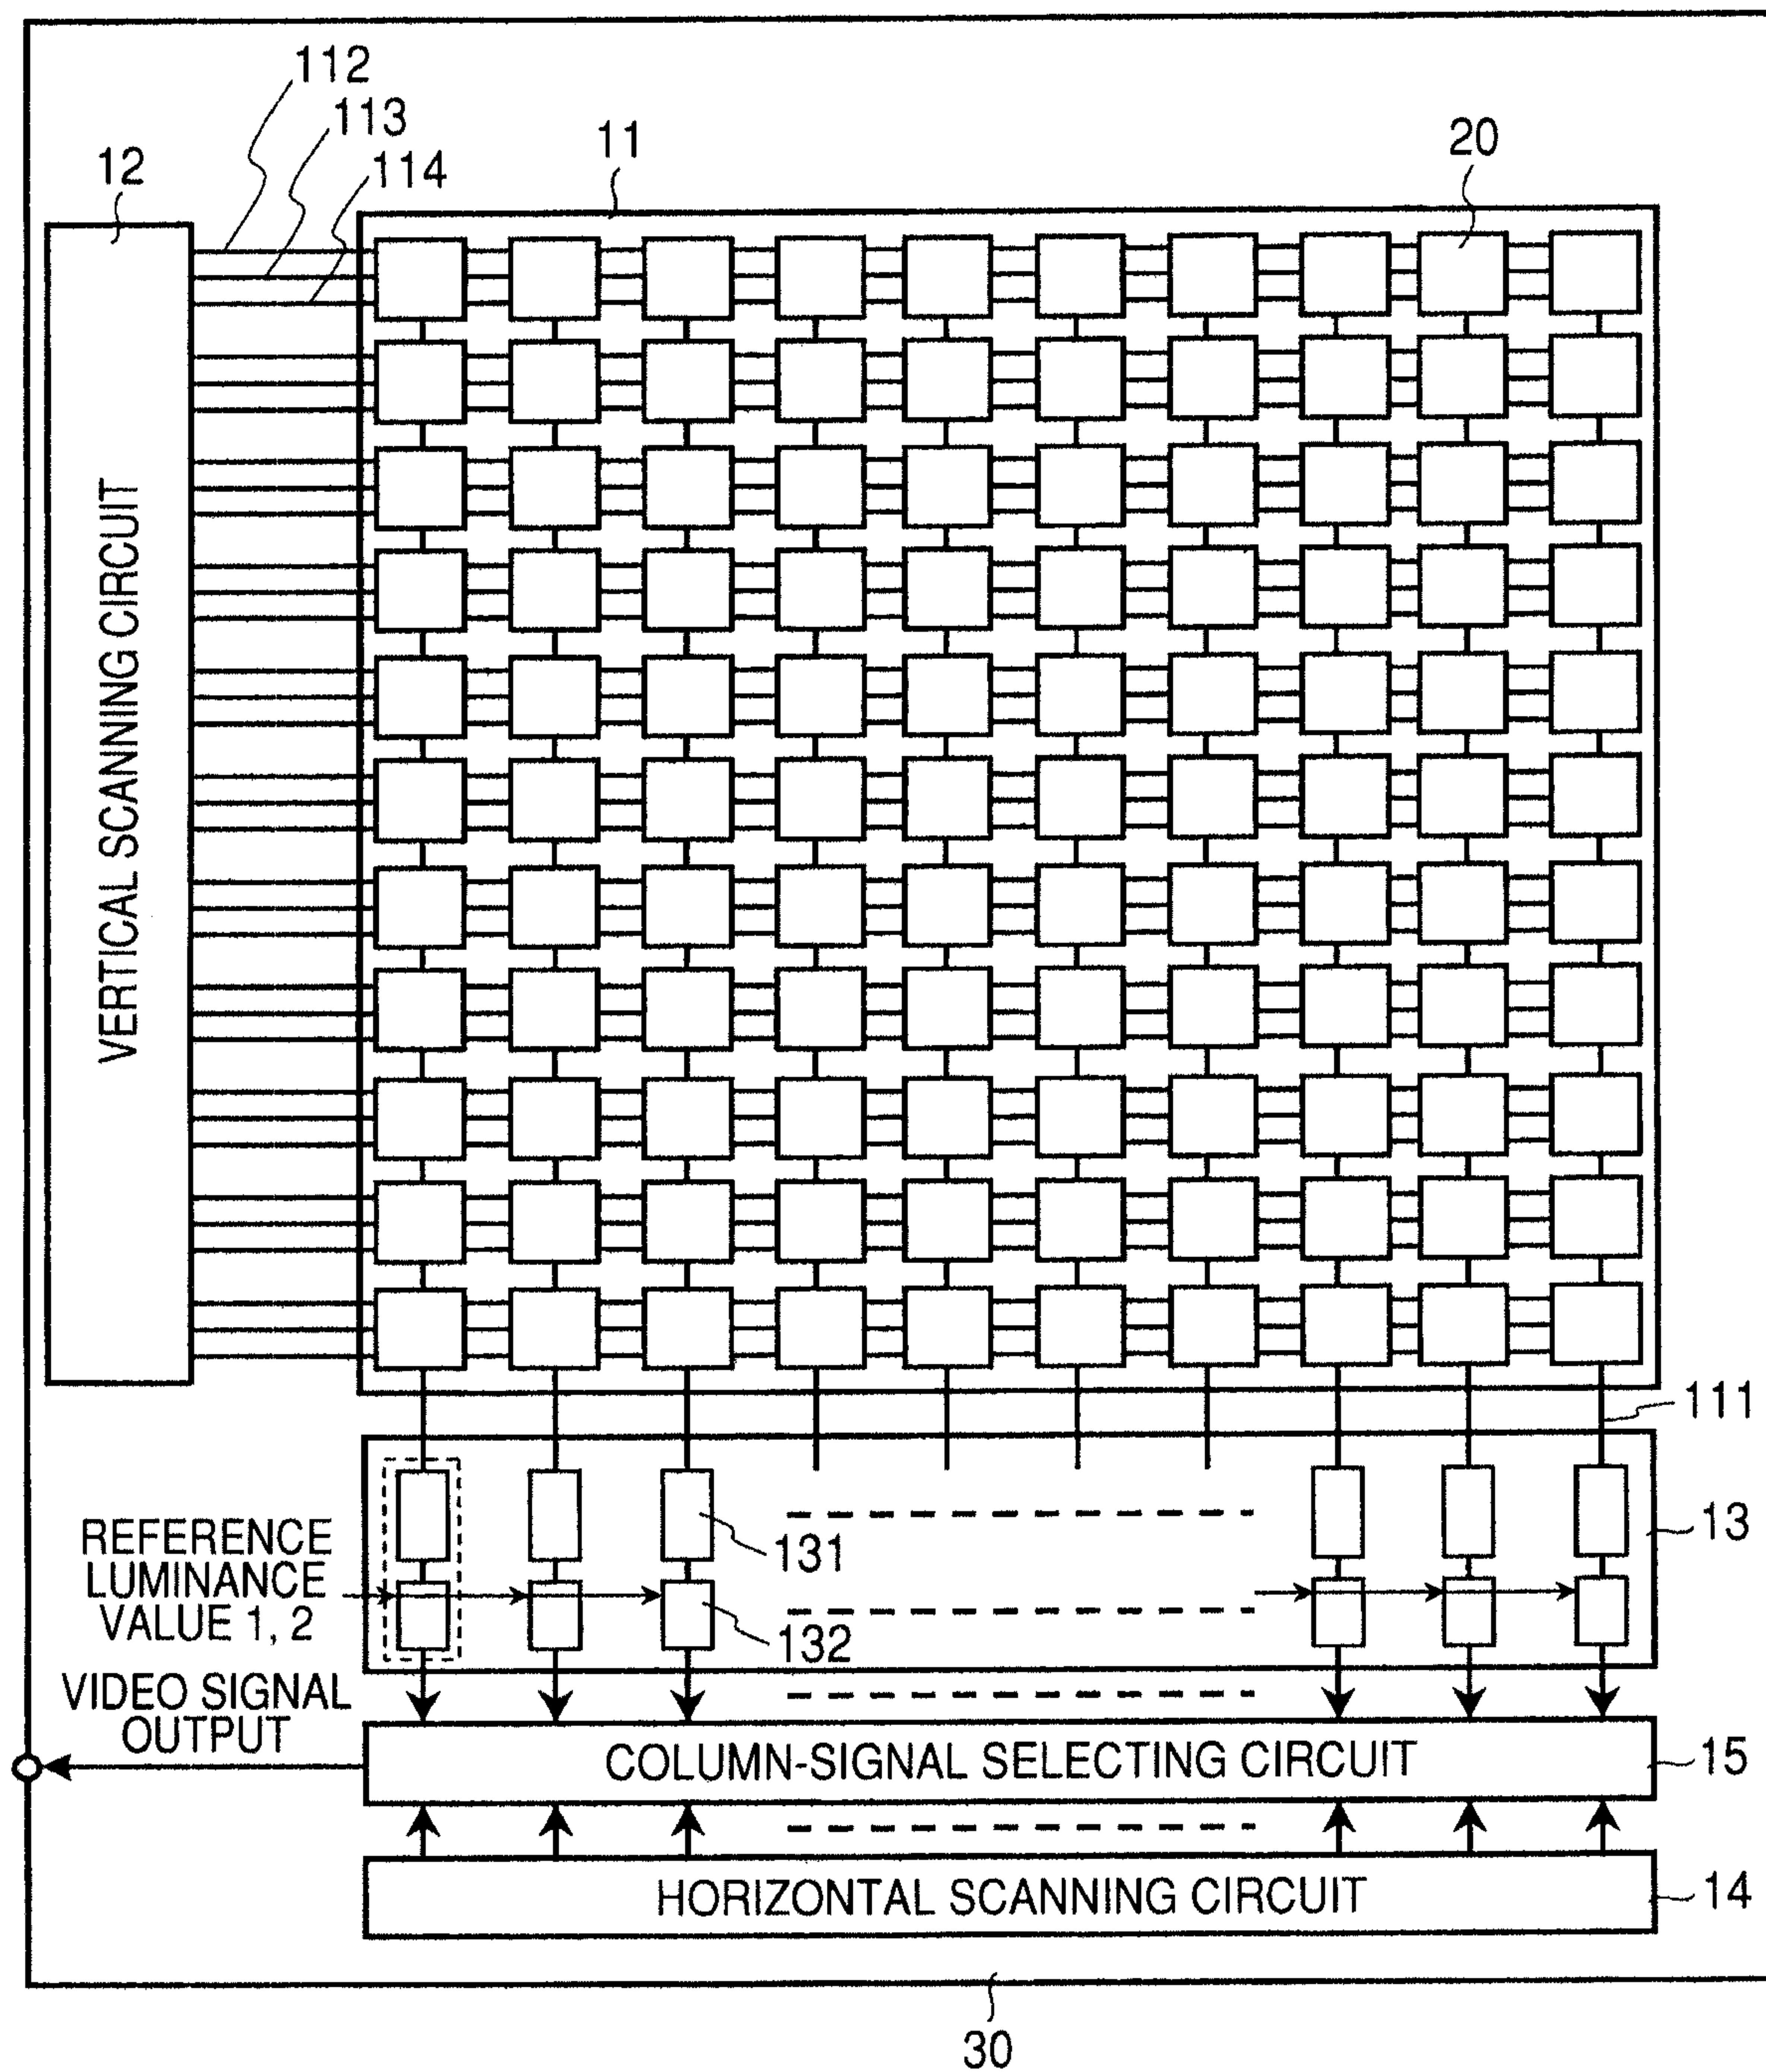 112
113
114
11
20
12
VERTICAL SCANNING CIRCUIT
111
REFERENCE
LUMINANCE
VALUE 1, 2
131
13
132
VIDEO SIGNAL
OUTPUT
COLUMN-SIGNAL SELECTING CIRCUIT
15
HORIZONTAL SCANNING CIRCUIT
14
30